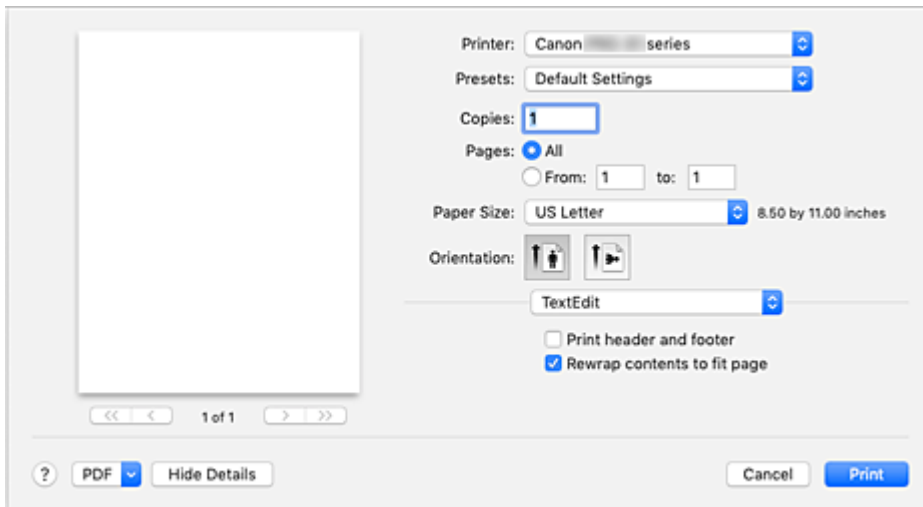 Printer: Canon series
Presets: Default Settings
Copies: 1
Pages: All
From: 1 to: 1
Paper Size: US Letter 8.50 by 11.00 inches
Orientation:
TextEdit
Print header and footer
Rewrap contents to fit page
<< < 1 of 1 > >>
? PDF Hide Details Cancel Print